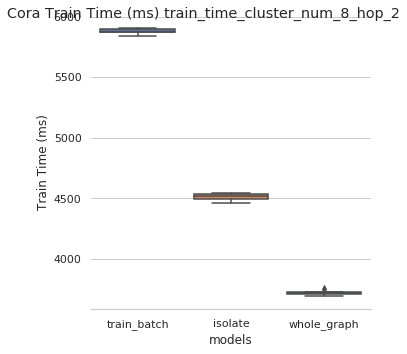 Cora Train Time (ms) train_time_cluster_num_8_hop_2
6000
5500
5000
4500
4000
Train Time (ms)
train_batch
isolate
whole_graph
models